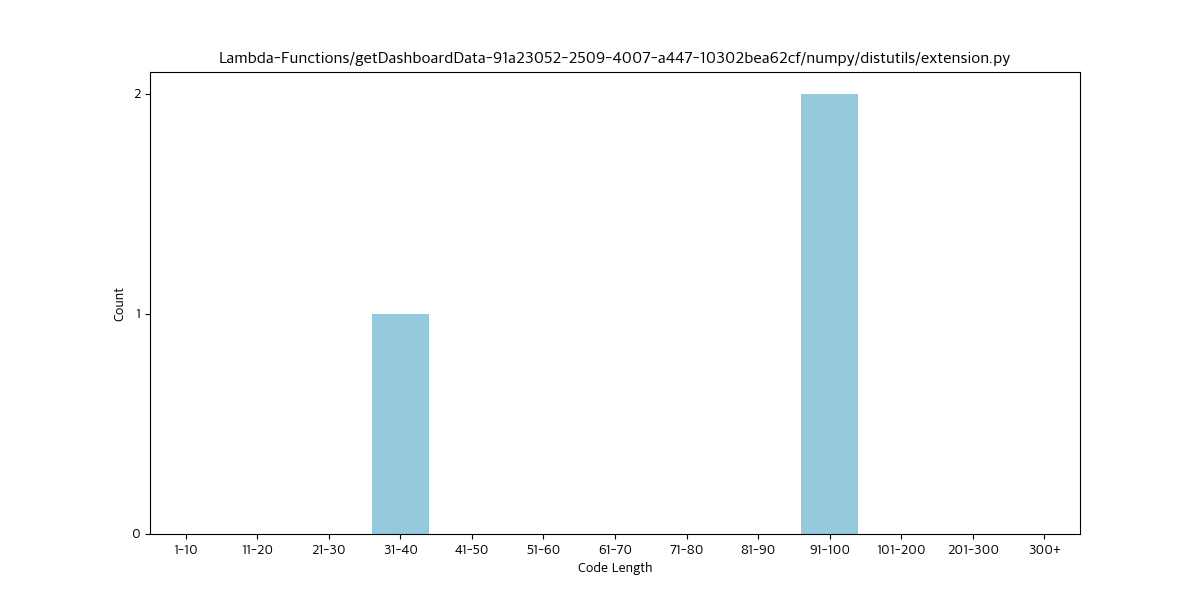 Lambda-Functions/getDashboardData-91a23052-2509-4007-a447-10302bea62cf/numpy/distutils/extension.py
2
1
0
Count
1-10 11-20 21-30 31-40 41-50 51-60 61-70 71-80 81-90 91-100 101-200 201-300 300+
Code Length